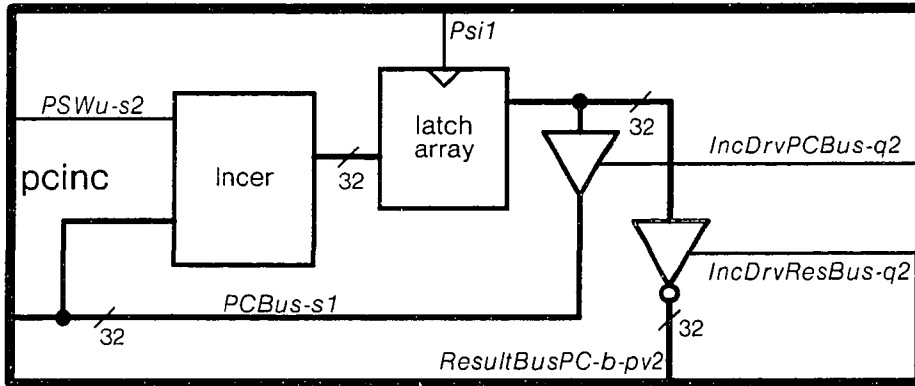 Psi1
PSWu-s2
latch
array
32
IncDrvPCBus-q2
pcinc
Incer
32
IncDrvResBus-q2
PCBus-s1
32
32
ResultBusPC-b-pv2